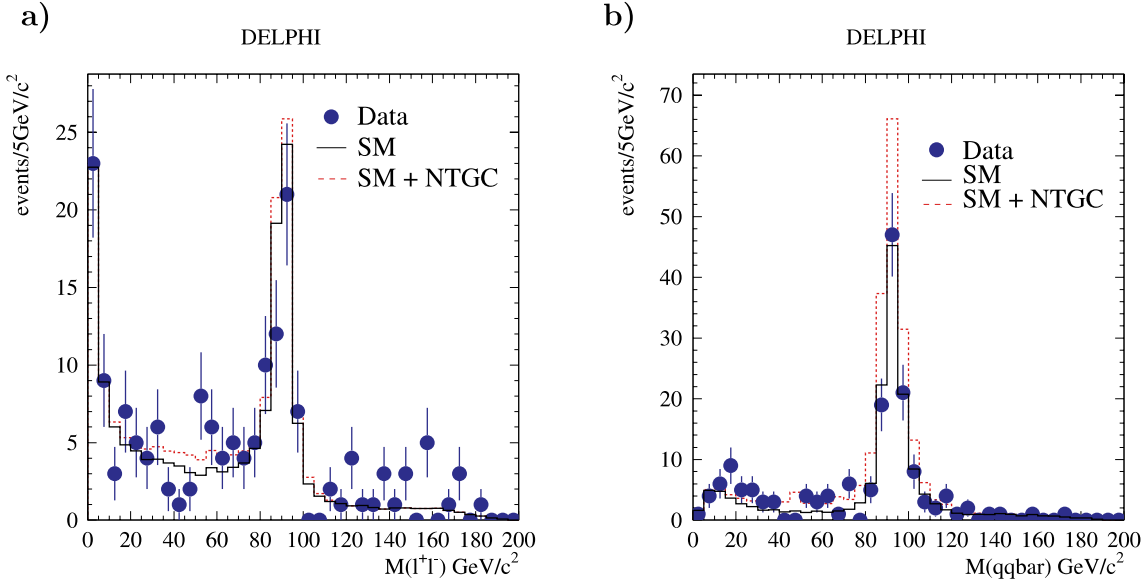 a)
DELPHI
events/5GeV/c²
25
20
15
10
5
0
Data
SM
SM + NTGC
0 20 40 60 80 100 120 140 160 180 200
M(l⁺l⁻) GeV/c²
b)
DELPHI
events/5GeV/c²
70
60
50
40
30
20
10
0
Data
SM
SM + NTGC
0 20 40 60 80 100 120 140 160 180 200
M(qqbar) GeV/c²